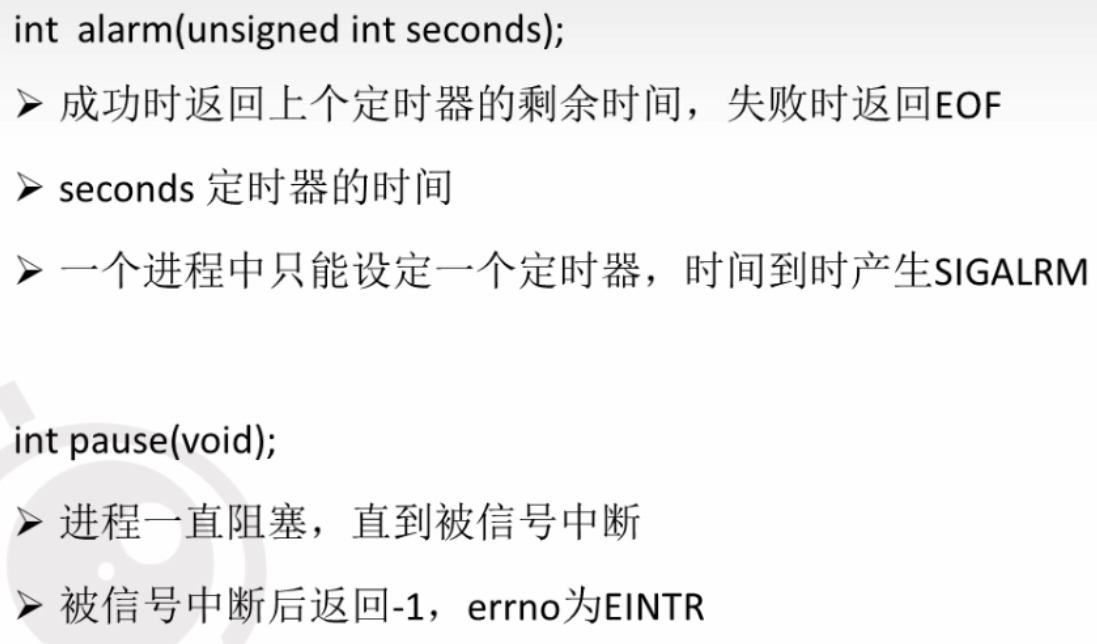 int alarm(unsigned int seconds);
➢ 成功时返回上个定时器的剩余时间，失败时返回EOF
➢ seconds 定时器的时间
➢ 一个进程中只能设定一个定时器，时间到时产生SIGALRM
int pause(void);
➢ 进程一直阻塞，直到被信号中断
➢ 被信号中断后返回-1，errno为EINTR